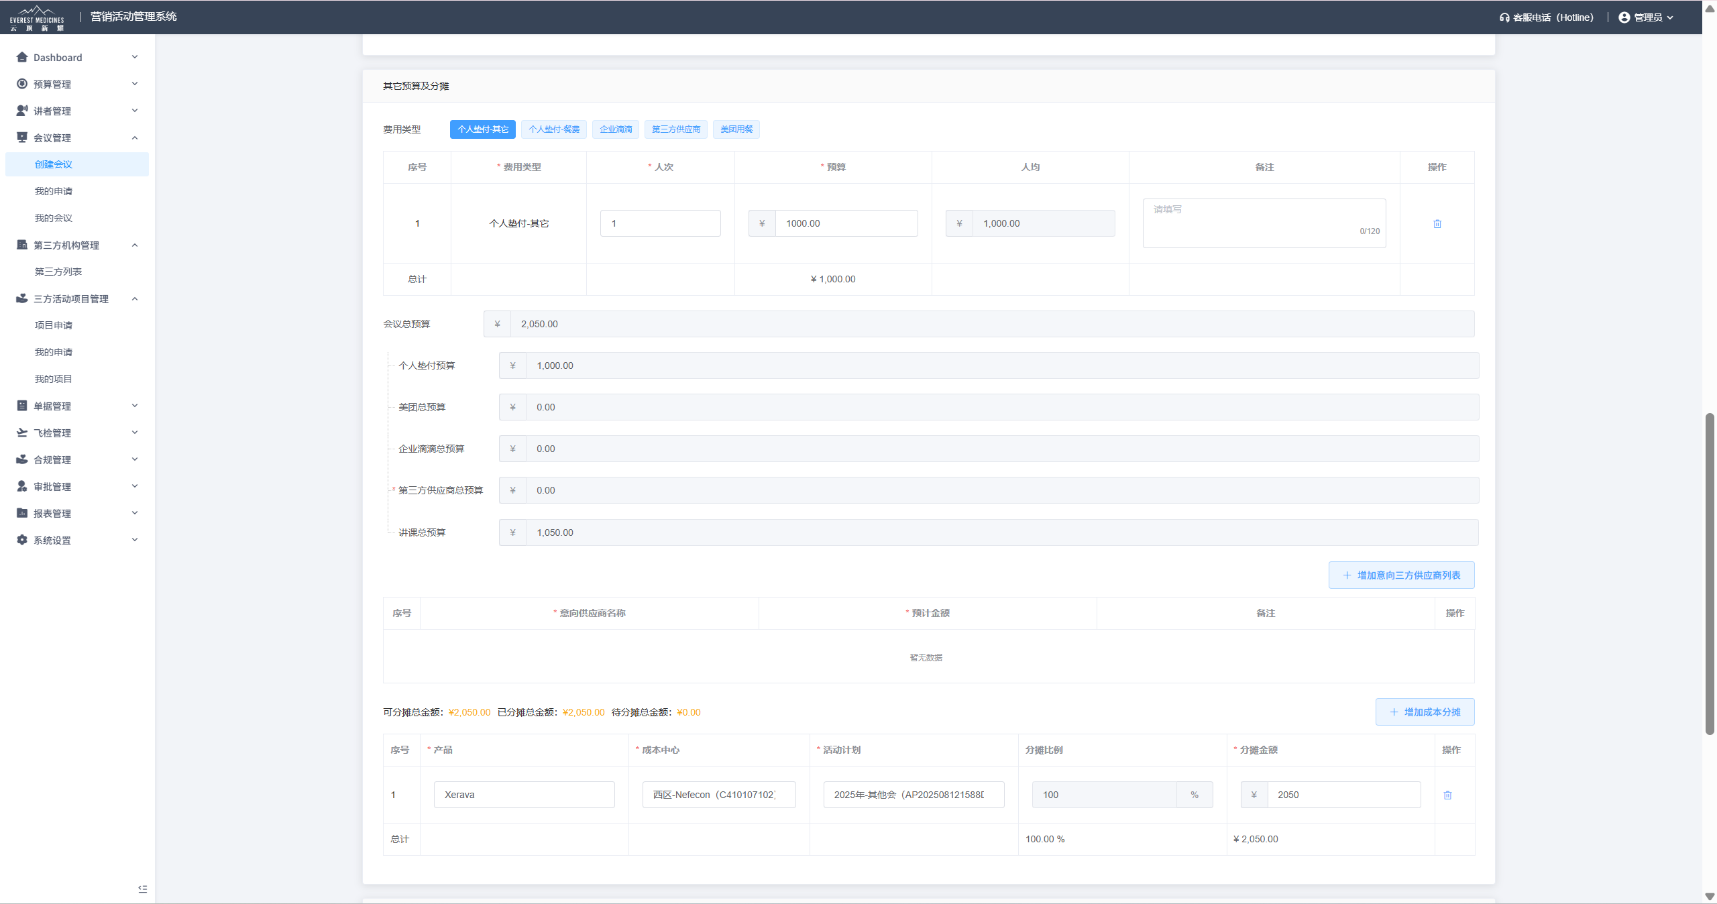 EVEREST MEDICINES
云顶新耀
营销活动管理系统
客服电话（Hotline）
管理员
Dashboard
预算管理
讲者管理
会议管理
创建会议
我的申请
我的会议
第三方机构管理
第三方列表
三方活动项目管理
项目申请
我的申请
我的项目
单据管理
飞检管理
合规管理
审批管理
报表管理
系统设置
其它预算及分摊
费用类型 个人垫付-其它 个人垫付-餐费 企业滴滴 第三方供应商 美团用餐
序号 * 费用类型 * 人次 * 预算 人均 备注 操作
1 个人垫付-其它 1 ¥ 1000.00 ¥ 1,000.00 请填写 0/120
总计 ¥ 1,000.00
会议总预算 ¥ 2,050.00
个人垫付预算 ¥ 1,000.00
美团总预算 ¥ 0.00
企业滴滴总预算 ¥ 0.00
* 第三方供应商总预算 ¥ 0.00
讲课总预算 ¥ 1,050.00
+ 增加意向三方供应商列表
序号 * 意向供应商名称 * 预计金额 备注 操作
暂无数据
可分摊总金额：¥2,050.00 已分摊总金额：¥2,050.00 待分摊总金额：¥0.00
+ 增加成本分摊
序号 * 产品 * 成本中心 * 活动计划 分摊比例 * 分摊金额 操作
1 Xerava 西区-Nefecon（C410107102） 2025年-其他会（AP202508121588 100 % ¥ 2050
总计 100.00 % ¥ 2,050.00